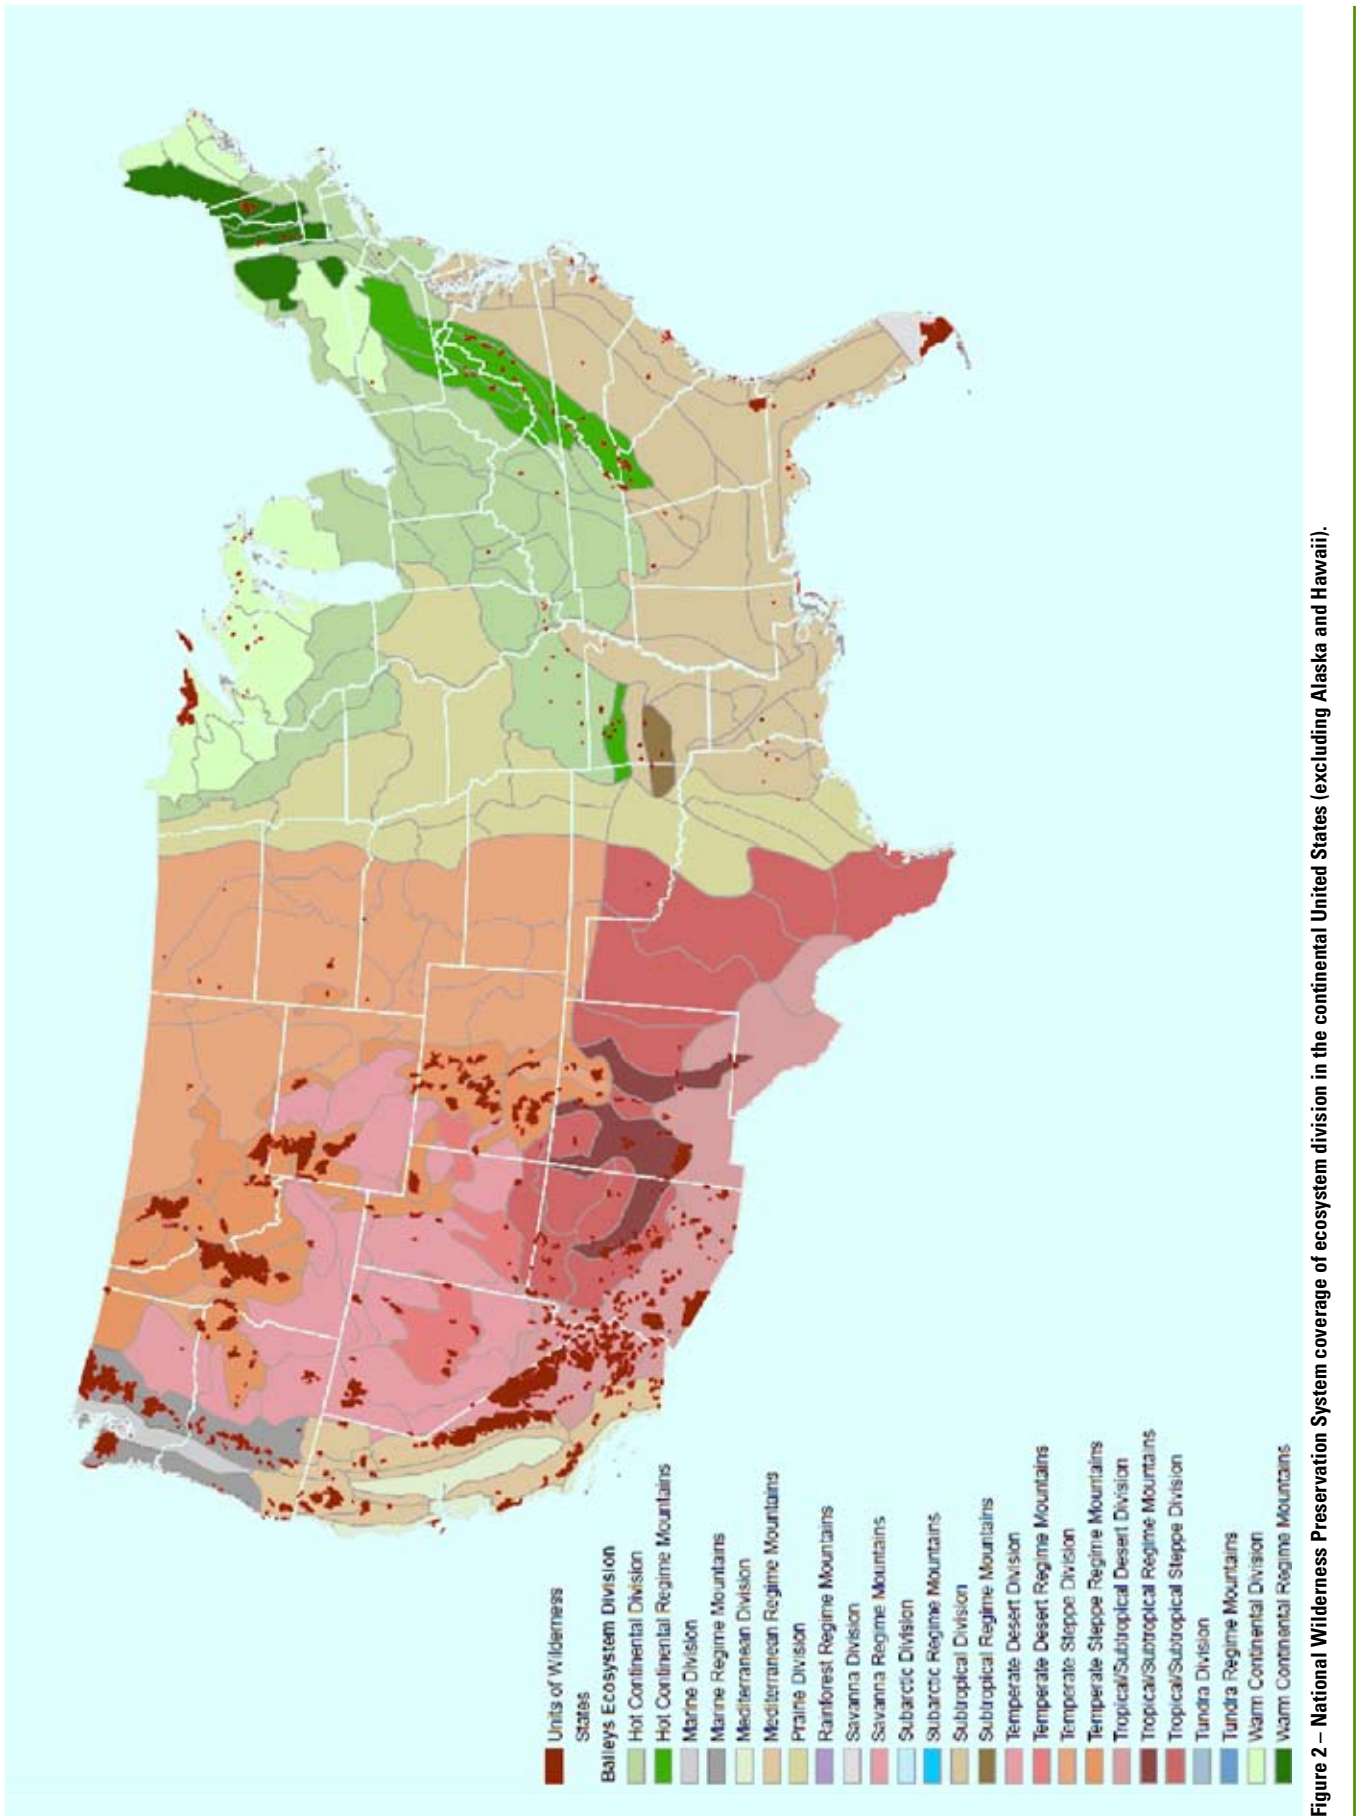 Units of Wilderness
States
Baileys Ecosystem Division
Hot Continental Division
Hot Continental Regime Mountains
Marine Division
Marine Regime Mountains
Mediterranean Division
Mediterranean Regime Mountains
Prairie Division
Rainforest Regime Mountains
Savanna Division
Savanna Regime Mountains
Subarctic Division
Subarctic Regime Mountains
Subtropical Division
Subtropical Regime Mountains
Temperate Desert Division
Temperate Desert Regime Mountains
Temperate Steppe Division
Temperate Steppe Regime Mountains
Tropical/Subtropical Desert Division
Tropical/Subtropical Regime Mountains
Tropical/Subtropical Steppe Division
Tundra Division
Tundra Regime Mountains
Warm Continental Division
Warm Continental Regime Mountains
Figure 2 – National Wilderness Preservation System coverage of ecosystem division in the continental United States (excluding Alaska and Hawaii).